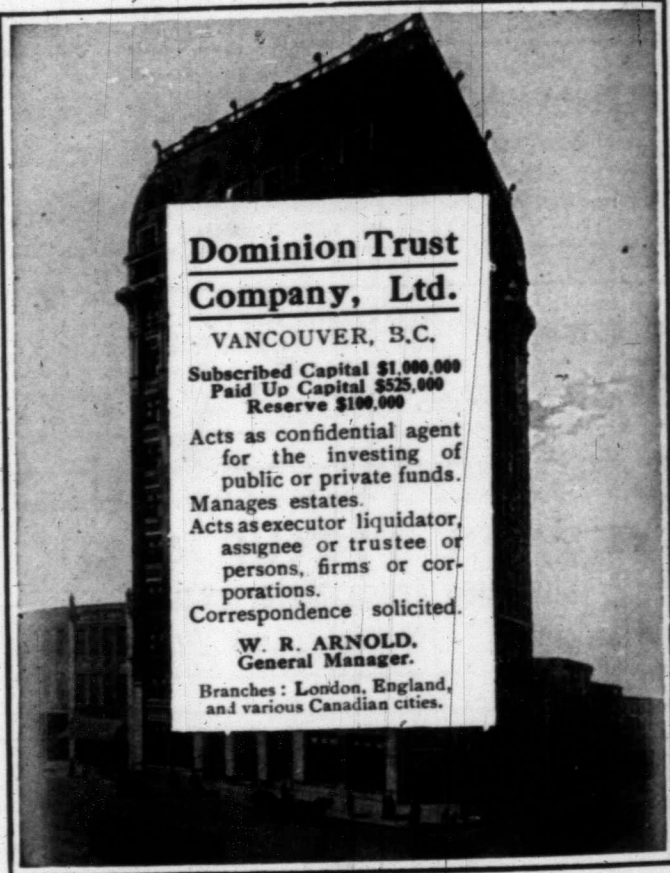 Dominion Trust
Company, Ltd.
VANCOUVER, B.C.
Subscribed Capital $1,000,000
Paid Up Capital $525,000
Reserve $100,000
Acts as confidential agent
for the investing of
public or private funds.
Manages estates.
Acts as executor liquidator,
assignee or trustee or
persons, firms or cor-
porations.
Correspondence solicited.
W. R. ARNOLD,
General Manager.
Branches: London, England,
and various Canadian cities.